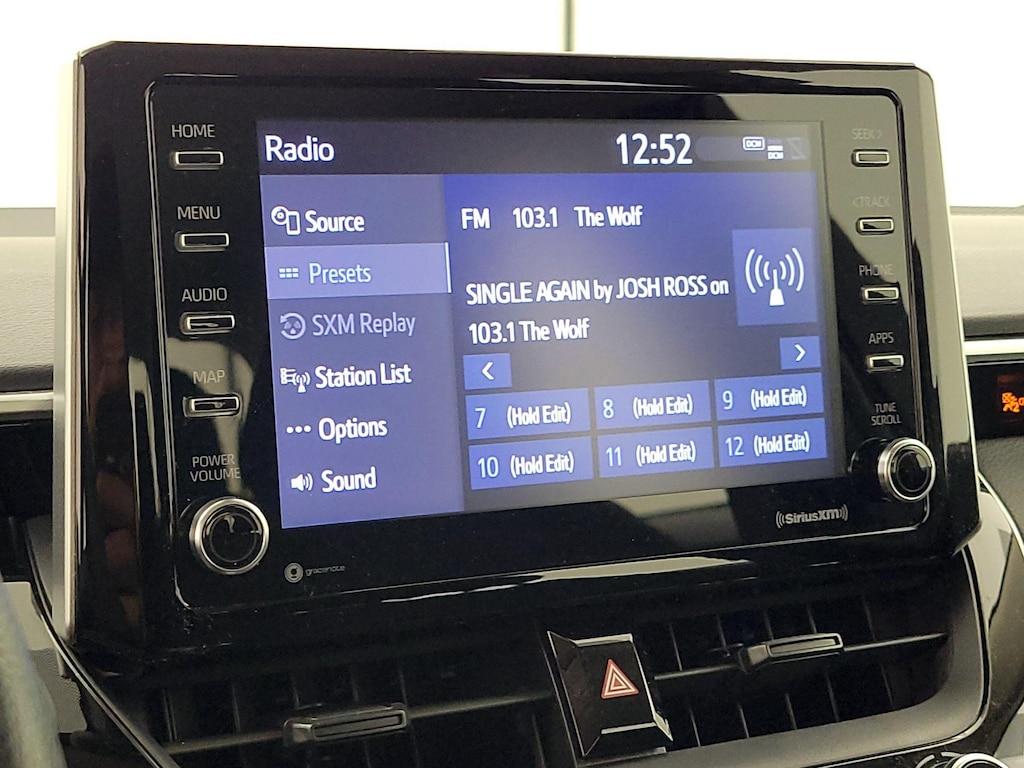 HOME
MENU
AUDIO
MAP
POWER
VOLUME
Radio
12:52
DCM
DCM
Source
Presets
SXM Replay
Station List
Options
Sound
FM 103.1 The Wolf
SINGLE AGAIN by JOSH ROSS on
103.1 The Wolf
<
>
7 (Hold Edit) 8 (Hold Edit) 9 (Hold Edit)
10 (Hold Edit) 11 (Hold Edit) 12 (Hold Edit)
SEEK >
< TRACK
PHONE
APPS
TUNE
SCROLL
gracenote
((SiriusXM))